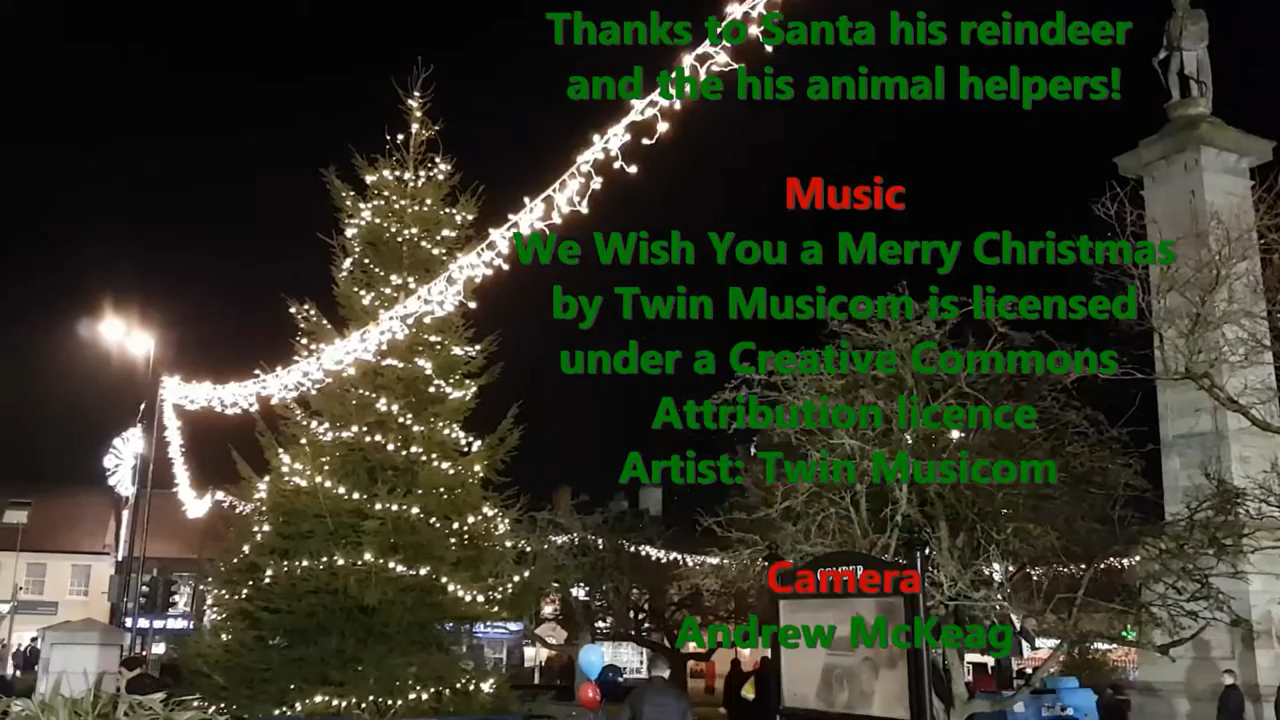 Thanks to Santa his reindeer
and the his animal helpers!
Music
We Wish You a Merry Christmas
by Twin Musicom is licensed
under a Creative Commons
Attribution licence
Artist: Twin Musicom
Camera
Andrew McKeag